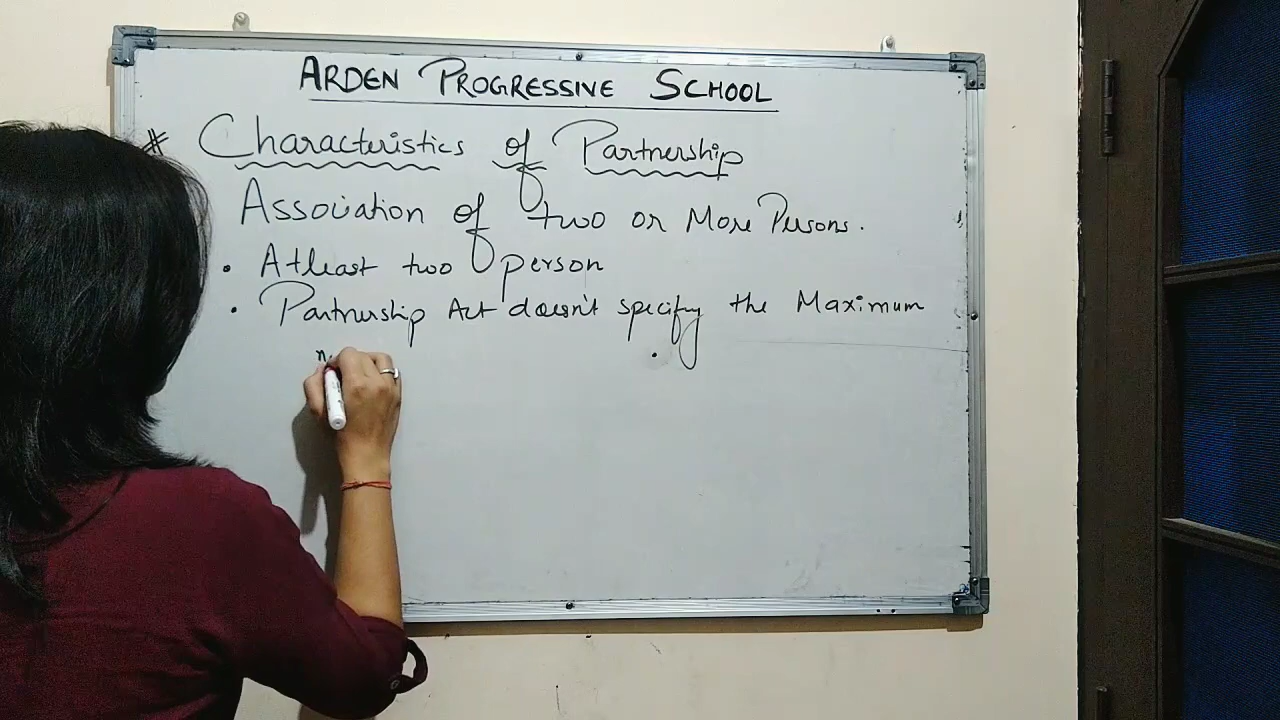 ARDEN PROGRESSIVE SCHOOL
* Characteristics of Partnership
Association of two or More Persons.
• Atleast two person
• Partnership Act doesn't specify the Maximum
n